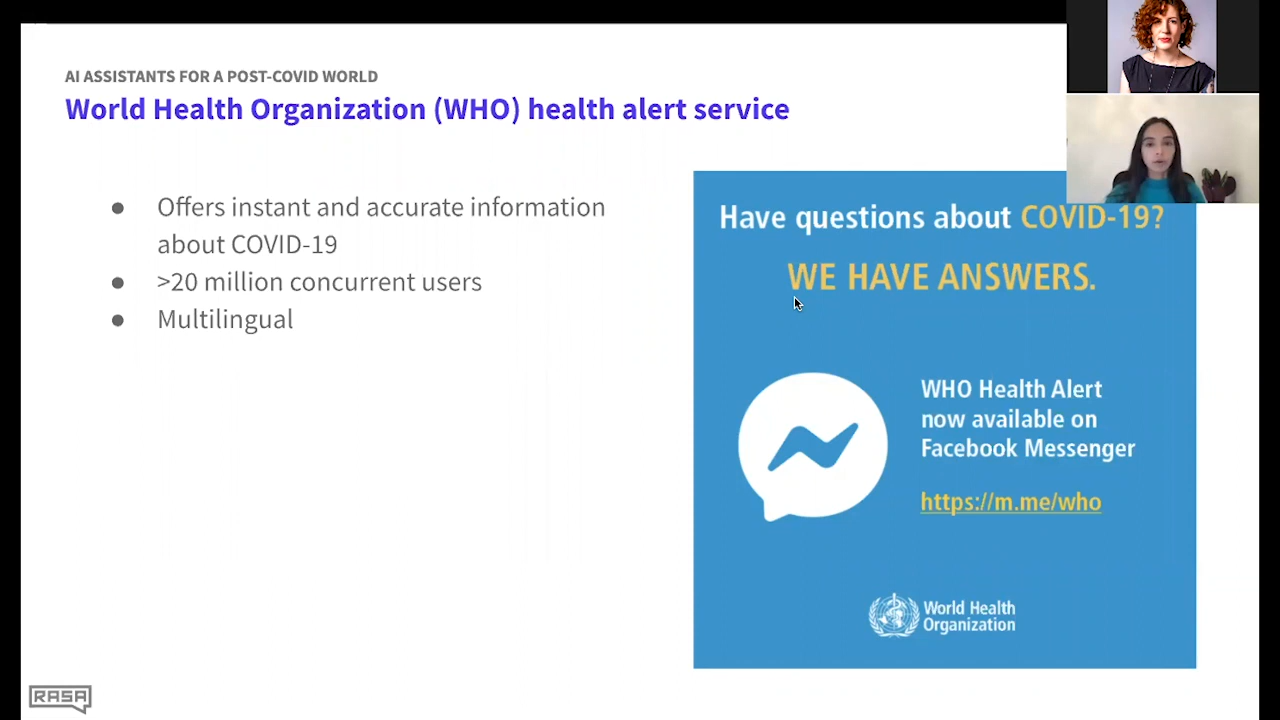 AI ASSISTANTS FOR A POST-COVID WORLD
World Health Organization (WHO) health alert service
● Offers instant and accurate information
about COVID-19
● >20 million concurrent users
● Multilingual
Have questions about COVID-19?
WE HAVE ANSWERS.
WHO Health Alert
now available on
Facebook Messenger
https://m.me/who
World Health
Organization
RASA